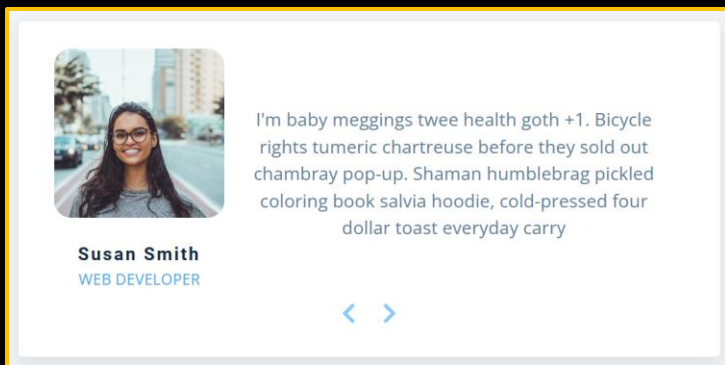 I'm baby meggings twee health goth +1. Bicycle
rights tumeric chartreuse before they sold out
chambray pop-up. Shaman humblebrag pickled
coloring book salvia hoodie, cold-pressed four
dollar toast everyday carry
Susan Smith
WEB DEVELOPER